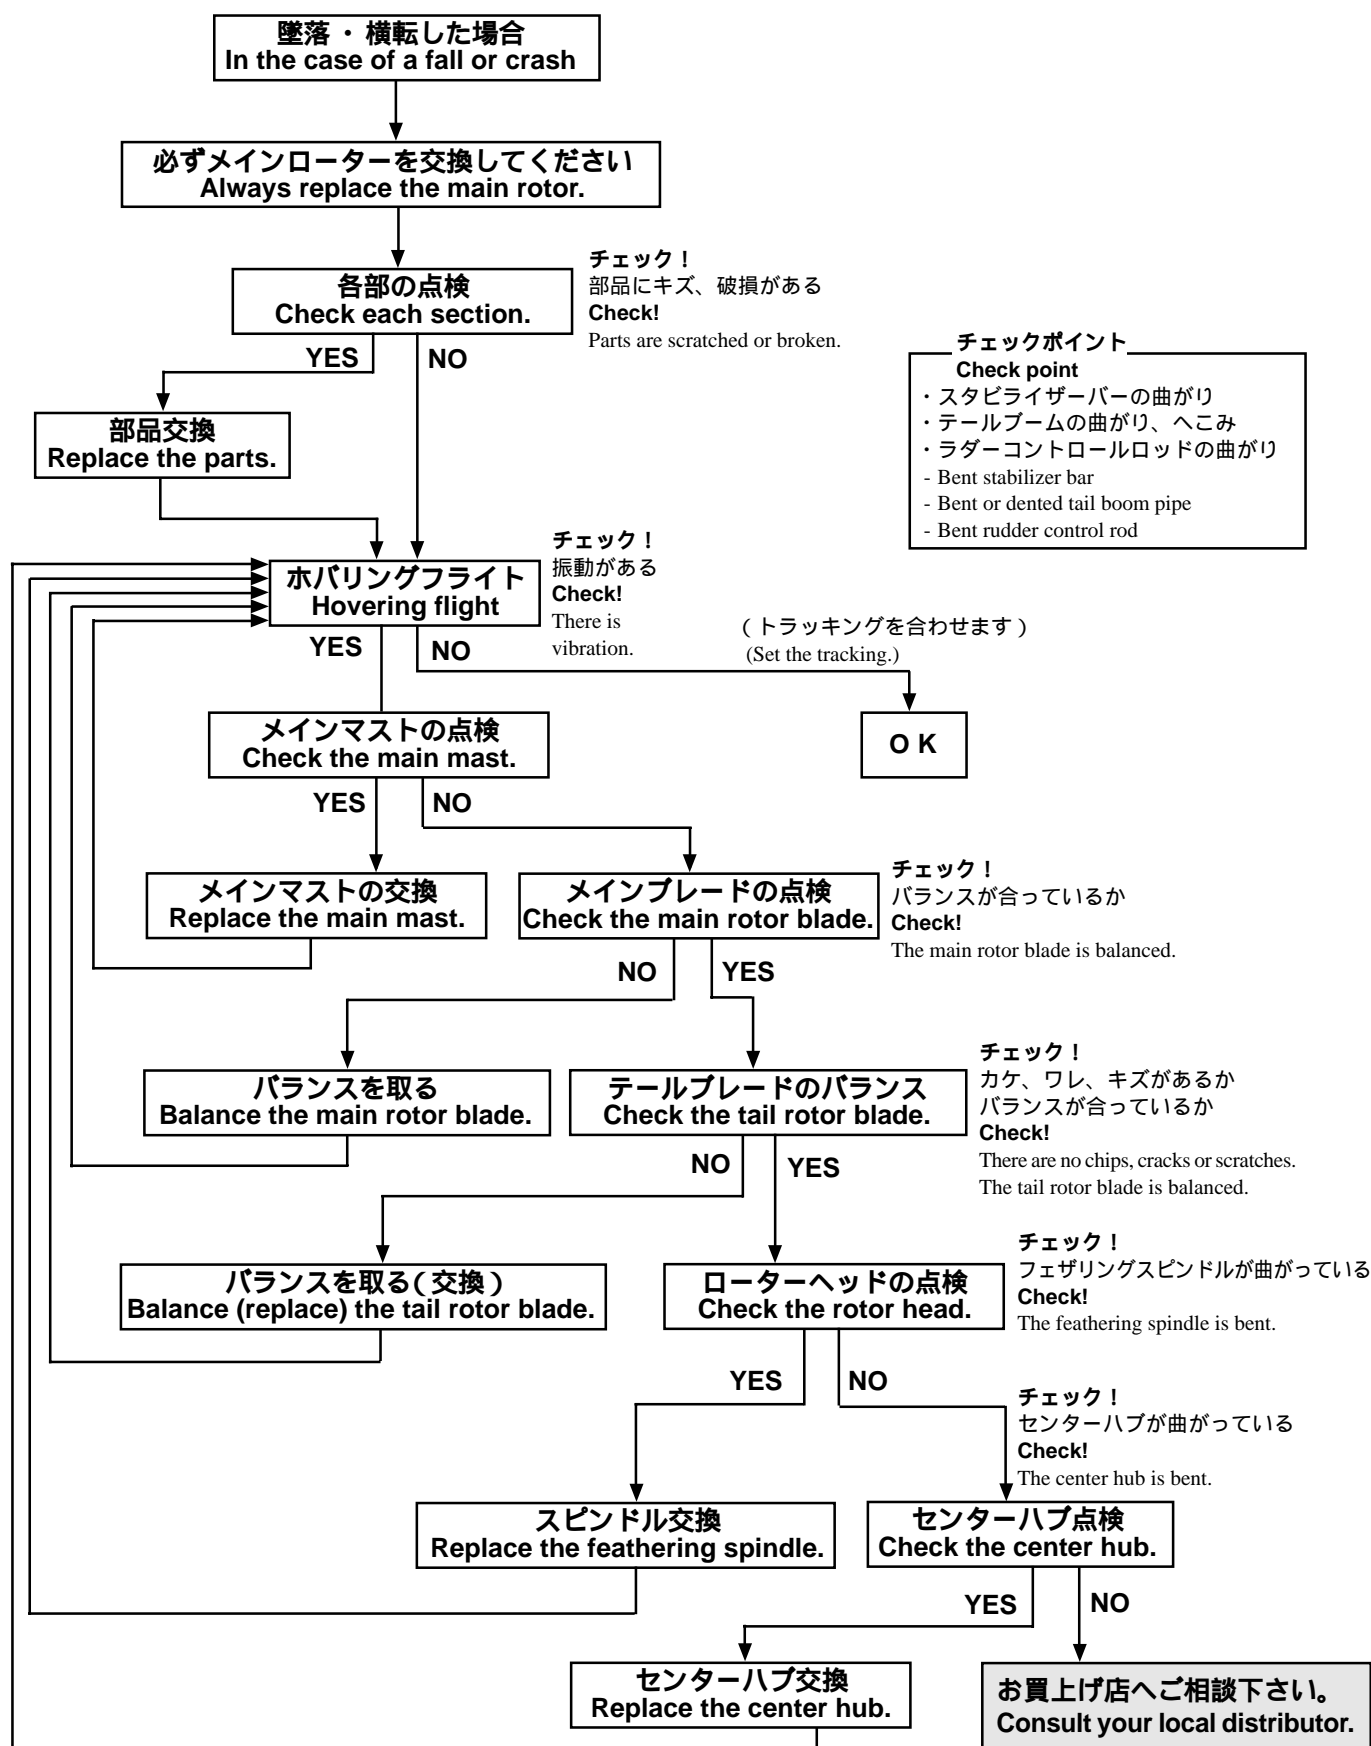 墜落・横転した場合
In the case of a fall or crash
必ずメインローターを交換してください
Always replace the main rotor.
各部の点検
Check each section.
チェック！
部品にキズ、破損がある
Check!
Parts are scratched or broken.
YES
NO
チェックポイント
Check point
・スタビライザーバーの曲がり
・テールブームの曲がり、へこみ
・ラダーコントロールロッドの曲がり
- Bent stabilizer bar
- Bent or dented tail boom pipe
- Bent rudder control rod
部品交換
Replace the parts.
ホバリングフライト
Hovering flight
チェック！
振動がある
Check!
There is
vibration.
YES
NO
(トラッキングを合わせます)
(Set the tracking.)
OK
メインマストの点検
Check the main mast.
YES
NO
メインマストの交換
Replace the main mast.
メインブレードの点検
Check the main rotor blade.
チェック！
バランスが合っているか
Check!
The main rotor blade is balanced.
NO
YES
バランスを取る
Balance the main rotor blade.
テールブレードのバランス
Check the tail rotor blade.
チェック！
カケ、ワレ、キズがあるか
バランスが合っているか
Check!
There are no chips, cracks or scratches.
The tail rotor blade is balanced.
NO
YES
バランスを取る(交換)
Balance (replace) the tail rotor blade.
ローターヘッドの点検
Check the rotor head.
チェック！
フェザリングスピンドルが曲がっている
Check!
The feathering spindle is bent.
YES
NO
チェック！
センターハブが曲がっている
Check!
The center hub is bent.
スピンドル交換
Replace the feathering spindle.
センターハブ点検
Check the center hub.
YES
NO
センターハブ交換
Replace the center hub.
お買上げ店へご相談下さい。
Consult your local distributor.